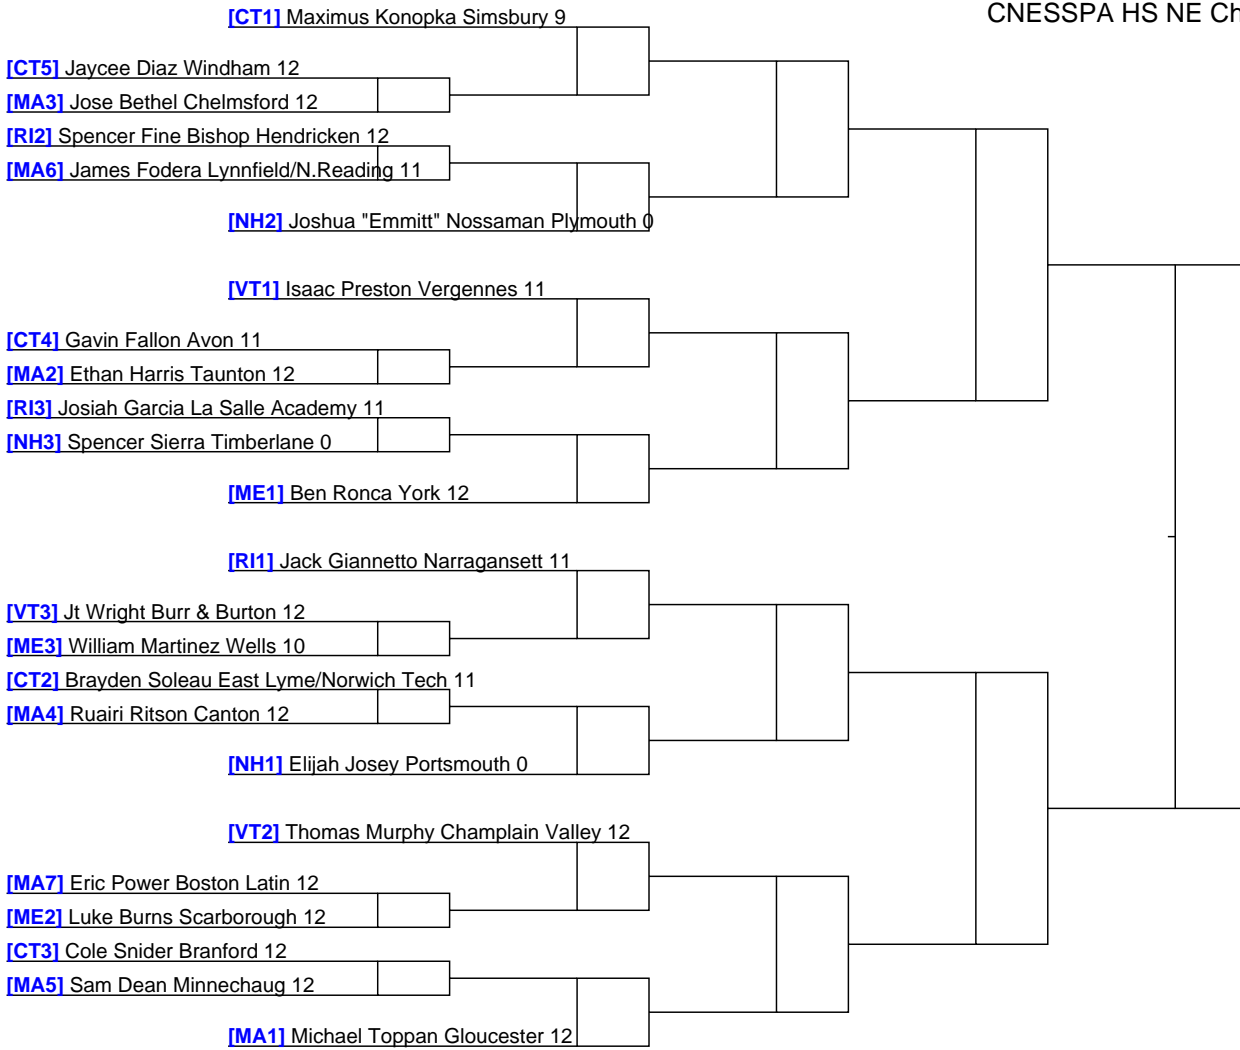 [CT1] Maximus Konopka Simsbury 9
CNESSPA HS NE Ch
[CT5] Jaycee Diaz Windham 12
[MA3] Jose Bethel Chelmsford 12
[RI2] Spencer Fine Bishop Hendricken 12
[MA6] James Fodera Lynnfield/N.Reading 11
[NH2] Joshua "Emmitt" Nossaman Plymouth 0
[VT1] Isaac Preston Vergennes 11
[CT4] Gavin Fallon Avon 11
[MA2] Ethan Harris Taunton 12
[RI3] Josiah Garcia La Salle Academy 11
[NH3] Spencer Sierra Timberlane 0
[ME1] Ben Ronca York 12
[RI1] Jack Giannetto Narragansett 11
[VT3] Jt Wright Burr & Burton 12
[ME3] William Martinez Wells 10
[CT2] Brayden Soleau East Lyme/Norwich Tech 11
[MA4] Ruairi Ritson Canton 12
[NH1] Elijah Josey Portsmouth 0
[VT2] Thomas Murphy Champlain Valley 12
[MA7] Eric Power Boston Latin 12
[ME2] Luke Burns Scarborough 12
[CT3] Cole Snider Branford 12
[MA5] Sam Dean Minnechaug 12
[MA1] Michael Toppan Gloucester 12